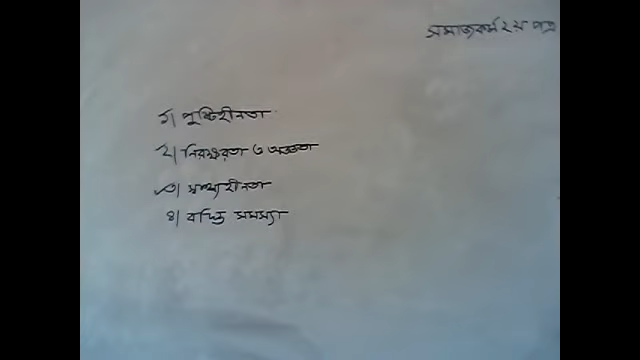 সমাজকর্ম ২য় পত্র
১। পুষ্টিহীনতা
২। নিরক্ষরতা ও অজ্ঞতা
৩। স্বাস্থ্যহীনতা
৪। বস্তি সমস্যা